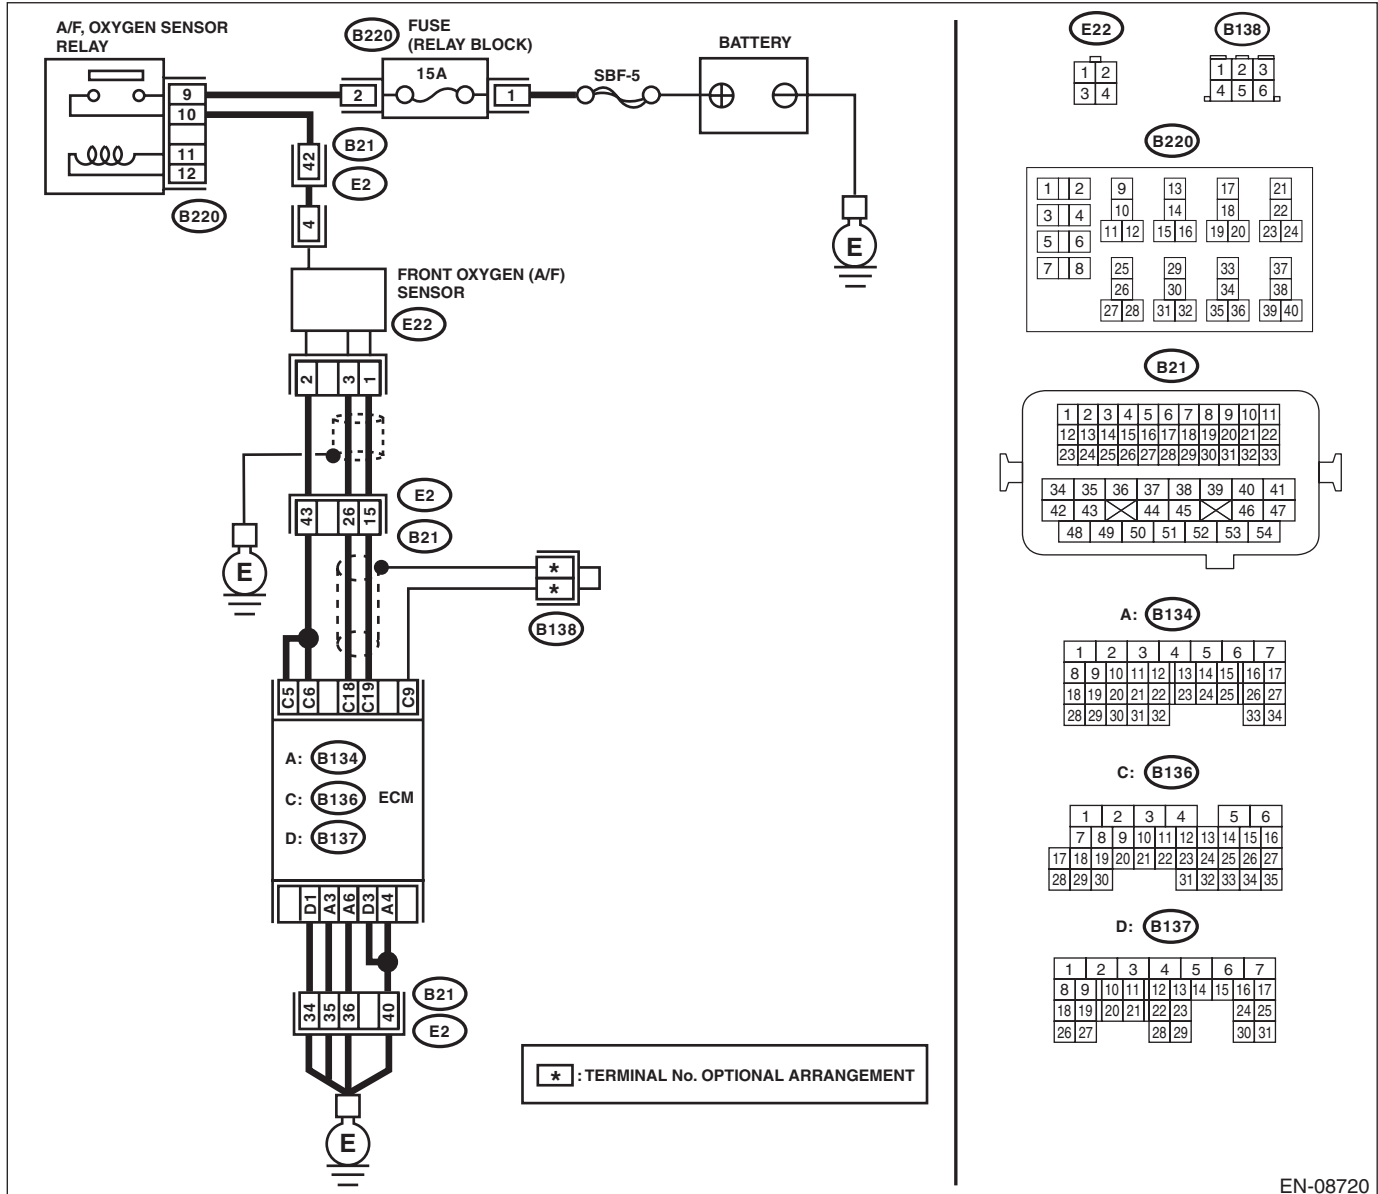 A/F, OXYGEN SENSOR
RELAY
B220
FUSE
(RELAY BLOCK)
15A
SBF-5
BATTERY
9
10
11
12
2
1
B220
42
B21
E2
4
E
FRONT OXYGEN (A/F)
SENSOR
E22
2 3 1
E
43 26 15
E2
B21
*
*
B138
C5 C6 C18 C19 C9
A: B134
C: B136 ECM
D: B137
D1 A3 A6 D3 A4
34 35 36 40
B21
E2
E
* : TERMINAL No. OPTIONAL ARRANGEMENT
E22
1 2
3 4
B138
1 2 3
4 5 6
B220
1 2 9 13 17 21
3 4 10 14 18 22
11 12 15 16 19 20 23 24
5 6
7 8 25 29 33 37
26 30 34 38
27 28 31 32 35 36 39 40
B21
1 2 3 4 5 6 7 8 9 10 11
12 13 14 15 16 17 18 19 20 21 22
23 24 25 26 27 28 29 30 31 32 33
34 35 36 37 38 39 40 41
42 43 44 45 46 47
48 49 50 51 52 53 54
A: B134
1 2 3 4 5 6 7
8 9 10 11 12 13 14 15 16 17
18 19 20 21 22 23 24 25 26 27
28 29 30 31 32 33 34
C: B136
1 2 3 4 5 6
7 8 9 10 11 12 13 14 15 16
17 18 19 20 21 22 23 24 25 26 27
28 29 30 31 32 33 34 35
D: B137
1 2 3 4 5 6 7
8 9 10 11 12 13 14 15 16 17
18 19 20 21 22 23 24 25
26 27 28 29 30 31
EN-08720